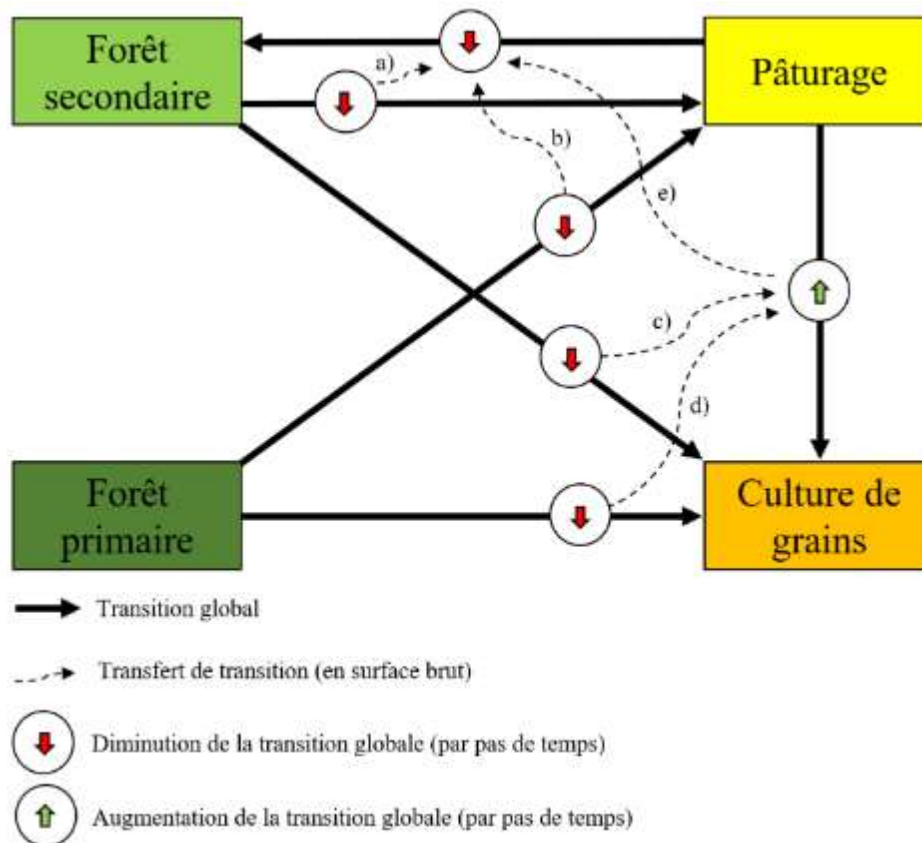 Forêt
secondaire
Pâturage
a)
b)
e)
c)
d)
Forêt
primaire
Culture de
grains
Transition global
Transfert de transition (en surface brut)
Diminution de la transition globale (par pas de temps)
Augmentation de la transition globale (par pas de temps)